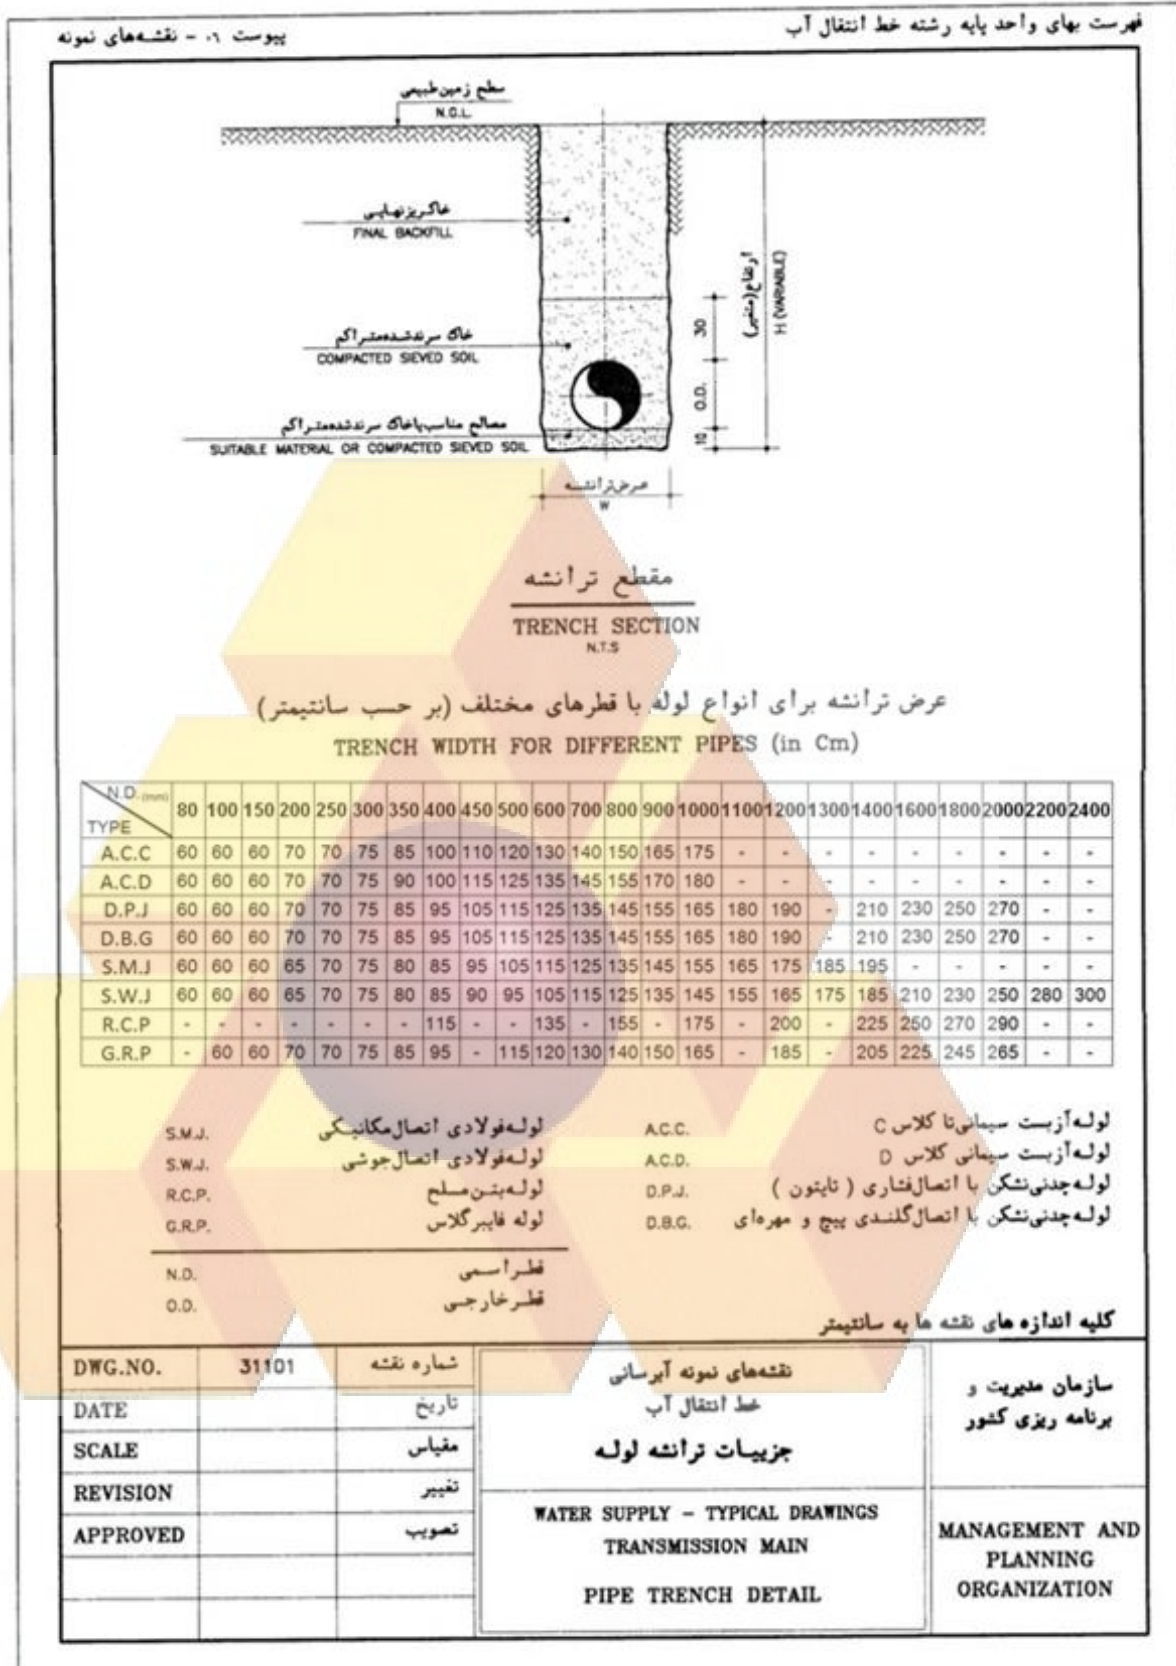 فهرست بهای واحد پایه رشته خط انتقال آب
پیوست ۰۶ - نقشه‌های نمونه
سطح زمین طبیعی
N.G.L.
خاکریز نهایی
FINAL BACKFILL
خاک سرند شده متراکم
COMPACTED SIEVED SOIL
مصالح مناسب یا خاک سرند شده متراکم
SUITABLE MATERIAL OR COMPACTED SIEVED SOIL
30
O.D.
10
ارتفاع (متغیر)
H (VARIABLE)
عرض ترانشه
W
مقطع ترانشه
TRENCH SECTION
N.T.S
عرض ترانشه برای انواع لوله با قطرهای مختلف (بر حسب سانتیمتر)
TRENCH WIDTH FOR DIFFERENT PIPES (in Cm)
N.D. (mm) TYPE 80 100 150 200 250 300 350 400 450 500 600 700 800 900 1000 1100 1200 1300 1400 1600 1800 2000 2200 2400
A.C.C 60 60 60 70 70 75 85 100 110 120 130 140 150 165 175 - - - - - - - - -
A.C.D 60 60 60 70 70 75 90 100 115 125 135 145 155 170 180 - - - - - - - - -
D.P.J 60 60 60 70 70 75 85 95 105 115 125 135 145 155 165 180 190 - 210 230 250 270 - -
D.B.G 60 60 60 70 70 75 85 95 105 115 125 135 145 155 165 180 190 - 210 230 250 270 - -
S.M.J 60 60 60 65 70 75 80 85 95 105 115 125 135 145 155 165 175 185 195 - - - - -
S.W.J 60 60 60 65 70 75 80 85 90 95 105 115 125 135 145 155 165 175 185 210 230 250 280 300
R.C.P - - - - - - - 115 - - 135 - 155 - 175 - 200 - 225 250 270 290 - -
G.R.P - 60 60 70 70 75 85 95 - 115 120 130 140 150 165 - 185 - 205 225 245 265 - -
لوله آزبست سیمانی تا کلاس C A.C.C.
لوله آزبست سیمانی کلاس D A.C.D.
لوله چدنی نشکن با اتصال فشاری ( تایتون ) D.P.J.
لوله چدنی نشکن با اتصال گلندی پیچ و مهره‌ای D.B.G.
لوله فولادی اتصال مکانیکی S.M.J.
لوله فولادی اتصال جوشی S.W.J.
لوله بتن مسلح R.C.P.
لوله فایبر گلاس G.R.P.
قطر اسمی N.D.
قطر خارجی O.D.
کلیه اندازه های نقشه ها به سانتیمتر
سازمان مدیریت و
برنامه ریزی کشور
MANAGEMENT AND
PLANNING
ORGANIZATION
نقشه‌های نمونه آبرسانی
خط انتقال آب
جزییات ترانشه لوله
WATER SUPPLY - TYPICAL DRAWINGS
TRANSMISSION MAIN
PIPE TRENCH DETAIL
DWG.NO. 31101 شماره نقشه
DATE تاریخ
SCALE مقیاس
REVISION تغییر
APPROVED تصویب